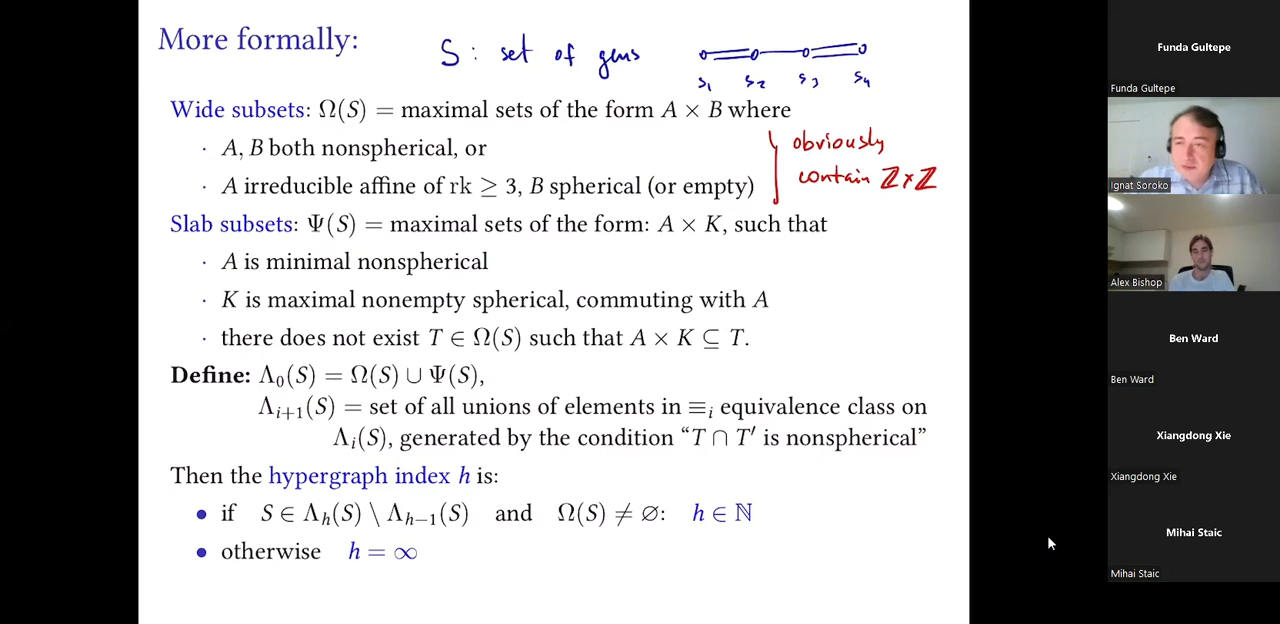 More formally:
S : set of gens
s₁ s₂ s₃ s₄
Wide subsets: Ω(S) = maximal sets of the form A × B where
· A, B both nonspherical, or
· A irreducible affine of rk ≥ 3, B spherical (or empty)
obviously
contain ℤ×ℤ
Slab subsets: Ψ(S) = maximal sets of the form: A × K, such that
· A is minimal nonspherical
· K is maximal nonempty spherical, commuting with A
· there does not exist T ∈ Ω(S) such that A × K ⊆ T.
Define: Λ₀(S) = Ω(S) ∪ Ψ(S),
Λᵢ₊₁(S) = set of all unions of elements in ≡ᵢ equivalence class on
Λᵢ(S), generated by the condition “T ∩ T′ is nonspherical”
Then the hypergraph index h is:
• if S ∈ Λₕ(S) \ Λₕ₋₁(S) and Ω(S) ≠ ∅: h ∈ ℕ
• otherwise h = ∞
Funda Gultepe
Funda Gultepe
Ignat Soroko
Alex Bishop
Ben Ward
Ben Ward
Xiangdong Xie
Xiangdong Xie
Mihai Staic
Mihai Staic